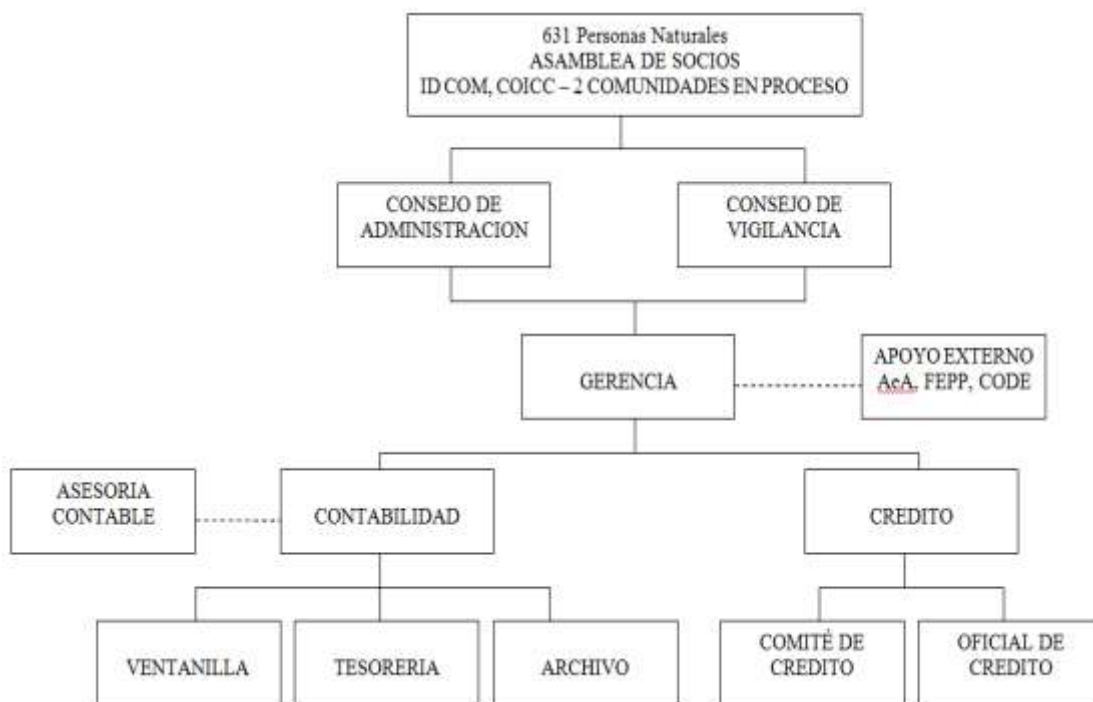 631 Personas Naturales
ASAMBLEA DE SOCIOS
ID COM, COICC – 2 COMUNIDADES EN PROCESO
CONSEJO DE
ADMINISTRACION
CONSEJO DE
VIGILANCIA
GERENCIA
APOYO EXTERNO
AeA, FEPP, CODE
ASESORIA
CONTABLE
CONTABILIDAD
CREDITO
VENTANILLA
TESORERIA
ARCHIVO
COMITÉ DE
CREDITO
OFICIAL DE
CREDITO